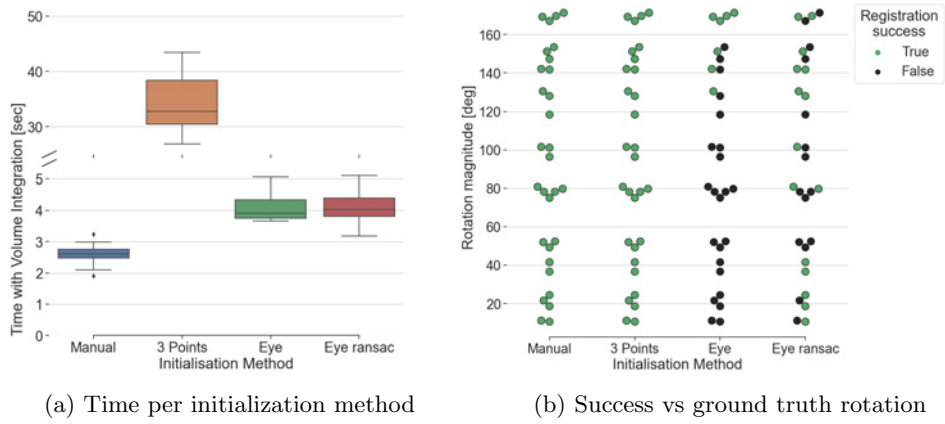 50
40
30
5
4
3
2
1
0
Time with Volume Integration [sec]
Manual 3 Points Eye Eye ransac
Initialisation Method
(a) Time per initialization method
160
140
120
100
80
60
40
20
Rotation magnitude [deg]
Manual 3 Points Eye Eye ransac
Initialisation Method
Registration
success
True
False
(b) Success vs ground truth rotation